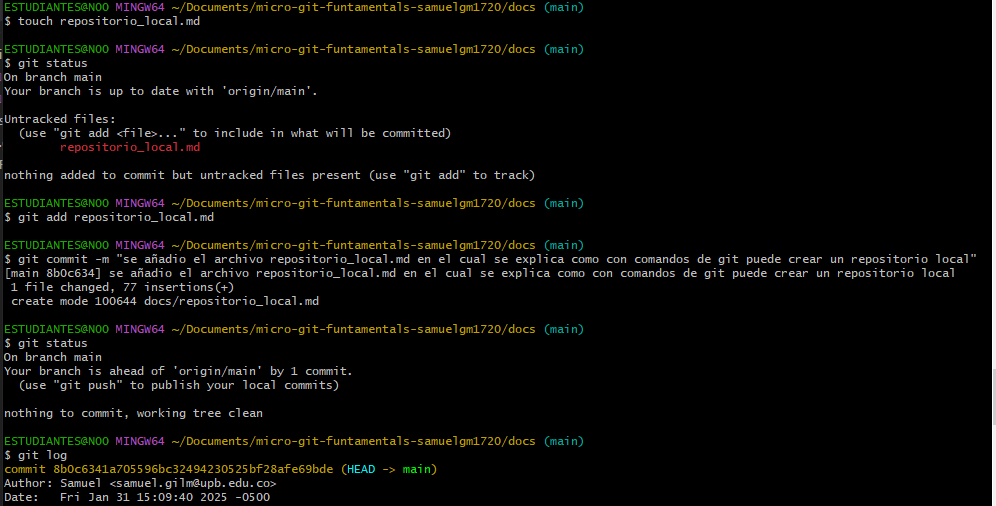 ESTUDIANTES@NOO MINGW64 ~/Documents/micro-git-funtamentals-samuelgm1720/docs (main)
$ touch repositorio_local.md
ESTUDIANTES@NOO MINGW64 ~/Documents/micro-git-funtamentals-samuelgm1720/docs (main)
$ git status
On branch main
Your branch is up to date with 'origin/main'.
Untracked files:
(use "git add <file>..." to include in what will be committed)
repositorio_local.md
nothing added to commit but untracked files present (use "git add" to track)
ESTUDIANTES@NOO MINGW64 ~/Documents/micro-git-funtamentals-samuelgm1720/docs (main)
$ git add repositorio_local.md
ESTUDIANTES@NOO MINGW64 ~/Documents/micro-git-funtamentals-samuelgm1720/docs (main)
$ git commit -m "se añadio el archivo repositorio_local.md en el cual se explica como con comandos de git puede crear un repositorio local"
[main 8b0c634] se añadio el archivo repositorio_local.md en el cual se explica como con comandos de git puede crear un repositorio local
1 file changed, 77 insertions(+)
create mode 100644 docs/repositorio_local.md
ESTUDIANTES@NOO MINGW64 ~/Documents/micro-git-funtamentals-samuelgm1720/docs (main)
$ git status
On branch main
Your branch is ahead of 'origin/main' by 1 commit.
(use "git push" to publish your local commits)
nothing to commit, working tree clean
ESTUDIANTES@NOO MINGW64 ~/Documents/micro-git-funtamentals-samuelgm1720/docs (main)
$ git log
commit 8b0c6341a705596bc32494230525bf28afe69bde (HEAD -> main)
Author: Samuel <samuel.gilm@upb.edu.co>
Date: Fri Jan 31 15:09:40 2025 -0500